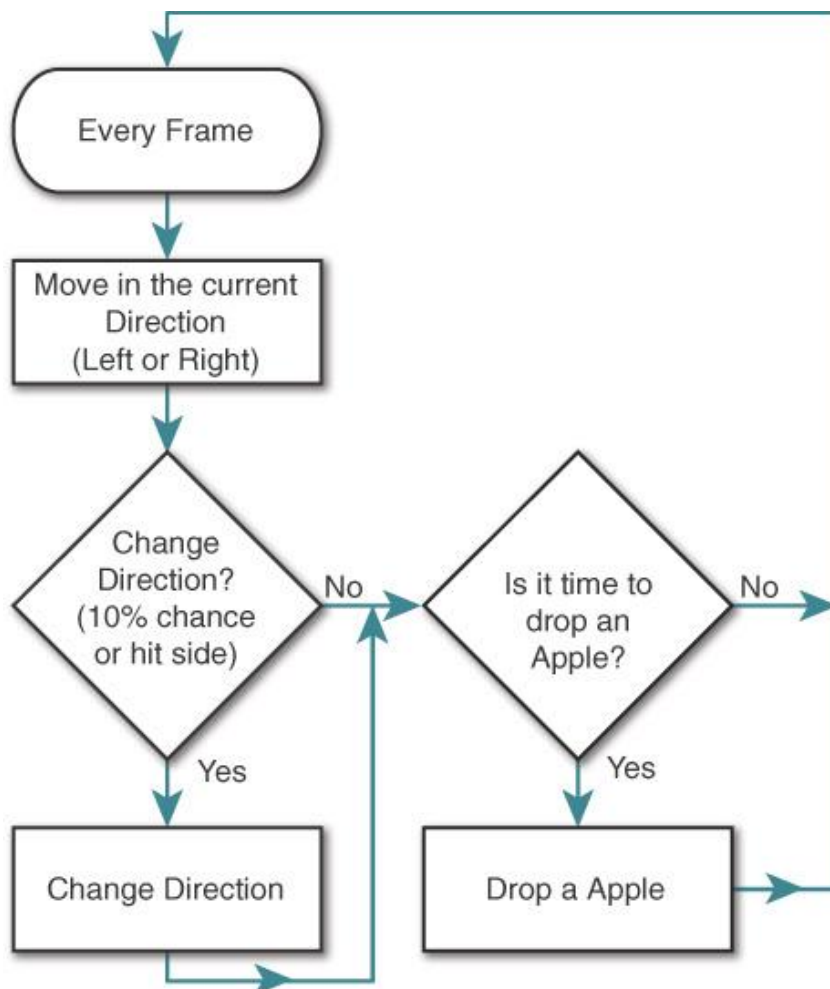 Every Frame
Move in the current
Direction
(Left or Right)
Change
Direction?
(10% chance
or hit side)
No
Yes
Change Direction
Is it time to
drop an
Apple?
No
Yes
Drop a Apple